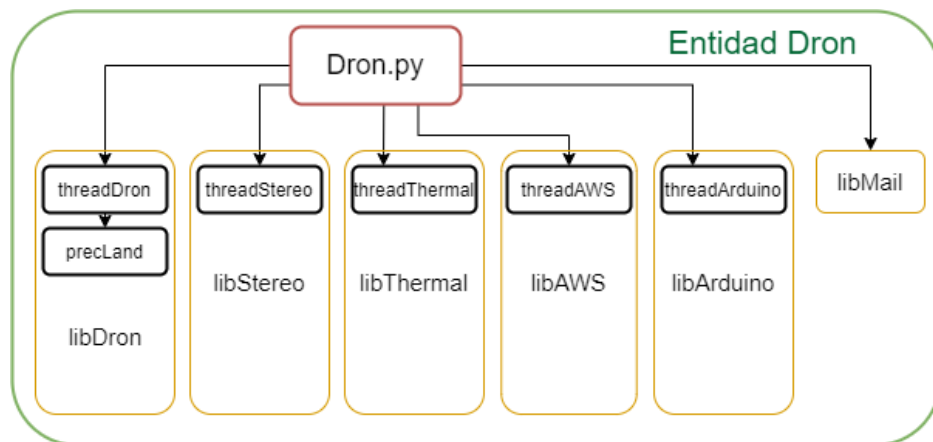 Entidad Dron
Dron.py
threadDron
threadStereo
threadThermal
threadAWS
threadArduino
libMail
precLand
libStereo
libThermal
libAWS
libArduino
libDron